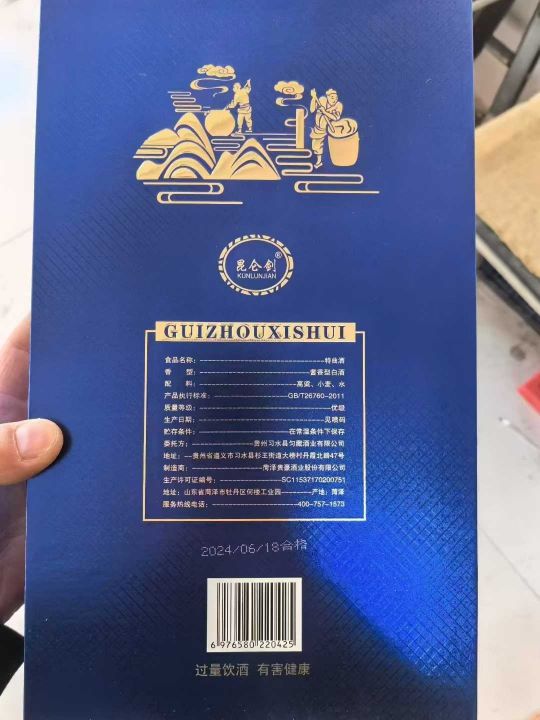 昆仑剑®
KUNLUNJIAN
GUIZHOUXISHUI
食品名称:------特曲酒
香 型:------酱香型白酒
配 料:------高粱、小麦、水
产品执行标准:------GB/T26760-2011
质量等级:------优级
生产日期:------见喷码
贮存条件:------在常温条件下保存
委托方:------贵州习水县匀藏酒业有限公司
地址:--贵州省遵义市习水县杉王街道大榜村丹霞北路47号
制造商:------菏泽贵豪酒业股份有限公司
生产许可证编号:------SC11537170200751
地址:山东省菏泽市牡丹区何楼工业园------产地:菏泽
服务热线电话:------400-757-1573
2024/06/18合格
6 976580 220425
过量饮酒 有害健康